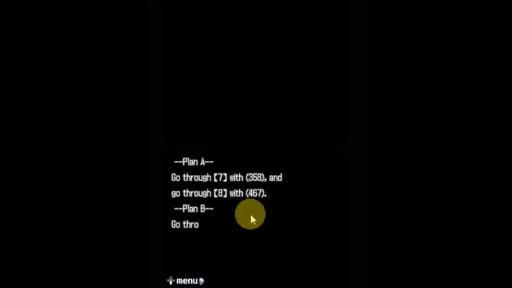 --Plan A--
Go through【7】with (358), and
go through【8】with (467).
--Plan B--
Go thro
menu